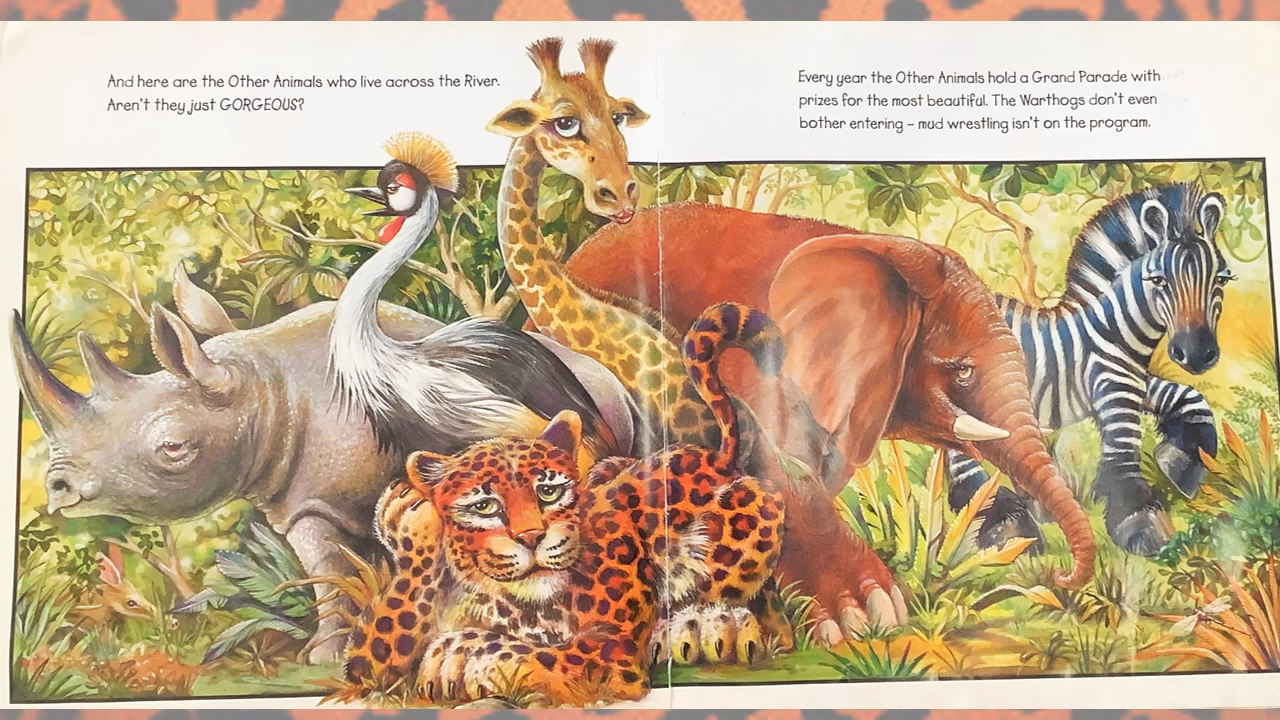 And here are the Other Animals who live across the River.
Aren't they just GORGEOUS?
Every year the Other Animals hold a Grand Parade with
prizes for the most beautiful. The Warthogs don't even
bother entering – mud wrestling isn't on the program.